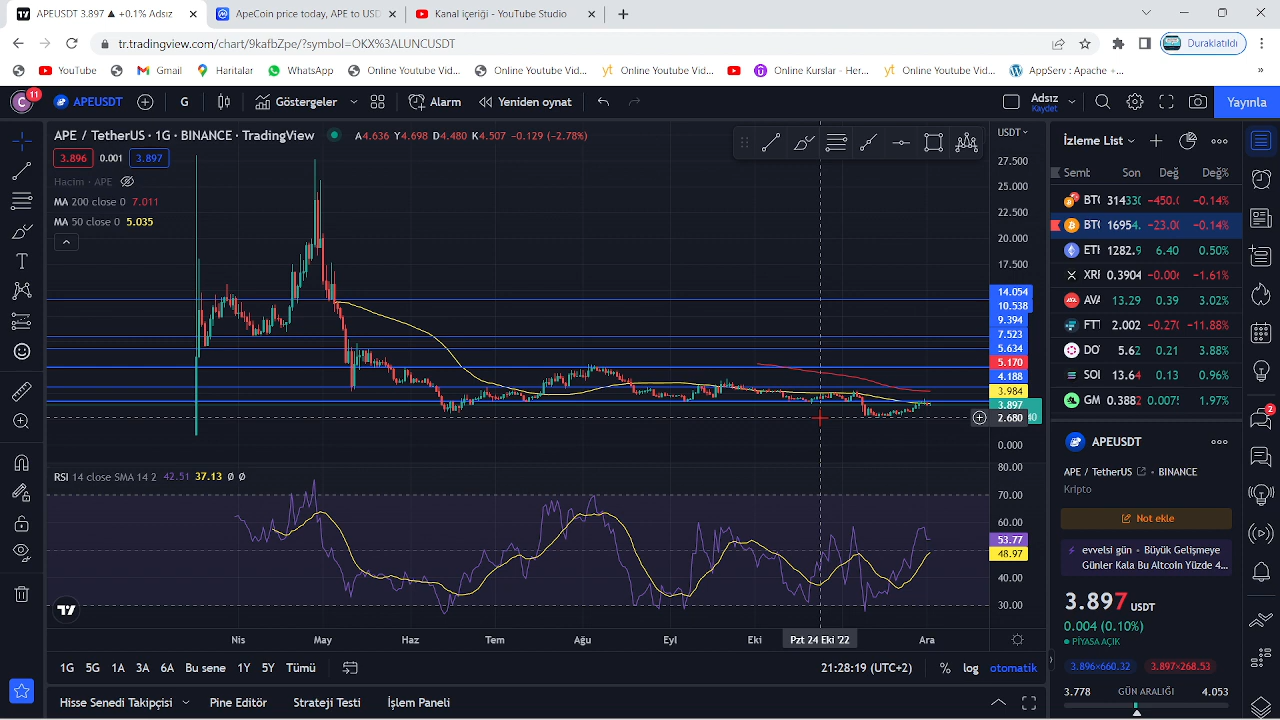 APEUSDT 3.897 ▲ +0.1% Adsız
ApeCoin price today, APE to USD
Kanal içeriği - YouTube Studio
tr.tradingview.com/chart/9kafbZpe/?symbol=OKX%3ALUNCUSDT
Duraklatıldı
YouTube
Gmail
Haritalar
WhatsApp
Online Youtube Vid...
Online Youtube Vid...
Online Youtube Vid...
Online Kurslar - Her...
Online Youtube Vid...
AppServ : Apache +...
»
C 11 APEUSDT G Göstergeler Alarm Yeniden oynat Adsız Kaydet Yayınla
APE / TetherUS · 1G · BINANCE · TradingView A4.636 Y4.698 D4.480 K4.507 −0.129 (−2.78%)
3.896 0.001 3.897
Hacim · APE
MA 200 close 0 7.011
MA 50 close 0 5.035
USDT
27.500
25.000
22.500
20.000
17.500
14.054
10.538
9.394
7.523
5.634
5.170
4.188
3.984
3.897
2.680
0.000
RSI 14 close SMA 14 2 42.51 37.13 Ø Ø
80.00
70.00
60.00
53.77
48.97
40.00
30.00
Nis May Haz Tem Ağu Eyl Eki Pzt 24 Eki '22 Ara
1G 5G 1A 3A 6A Bu sene 1Y 5Y Tümü 21:28:19 (UTC+2) % log otomatik
Hisse Senedi Takipçisi Pine Editör Strateji Testi İşlem Paneli
İzleme List
Semt Son Değ Değ%
BTC 314330 −450.0 −0.14%
BTC 16954. −23.00 −0.14%
ETH 1282.9 6.40 0.50%
XRI 0.3904 −0.006 −1.61%
AVA 13.29 0.39 3.02%
FTT 2.002 −0.270 −11.88%
DO 5.62 0.21 3.88%
SOI 13.64 0.13 0.96%
GM 0.3882 0.0075 1.97%
APEUSDT
APE / TetherUS · BINANCE
Kripto
Not ekle
evvelsi gün · Büyük Gelişmeye
Günler Kala Bu Altcoin Yüzde 4...
3.897 USDT
0.004 (0.10%)
PİYASA AÇIK
3.896×660.32 3.897×268.53
3.778 GÜN ARALIĞI 4.053
2